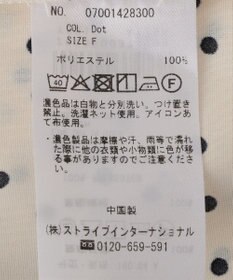 NO. 07001428300
COL. Dot
SIZE F
ポリエステル 100%
40
F
濃色品は白物と分別洗い。つけ置き
禁止。洗濯ネット使用。アイロンあ
て布使用。
・濃色製品は摩擦や汗、雨等で濡れ
た際に他の衣類や小物類に色が移
る事がありますのでご注意くださ
い。
中国製
(株)ストライプインターナショナル
0120-659-591